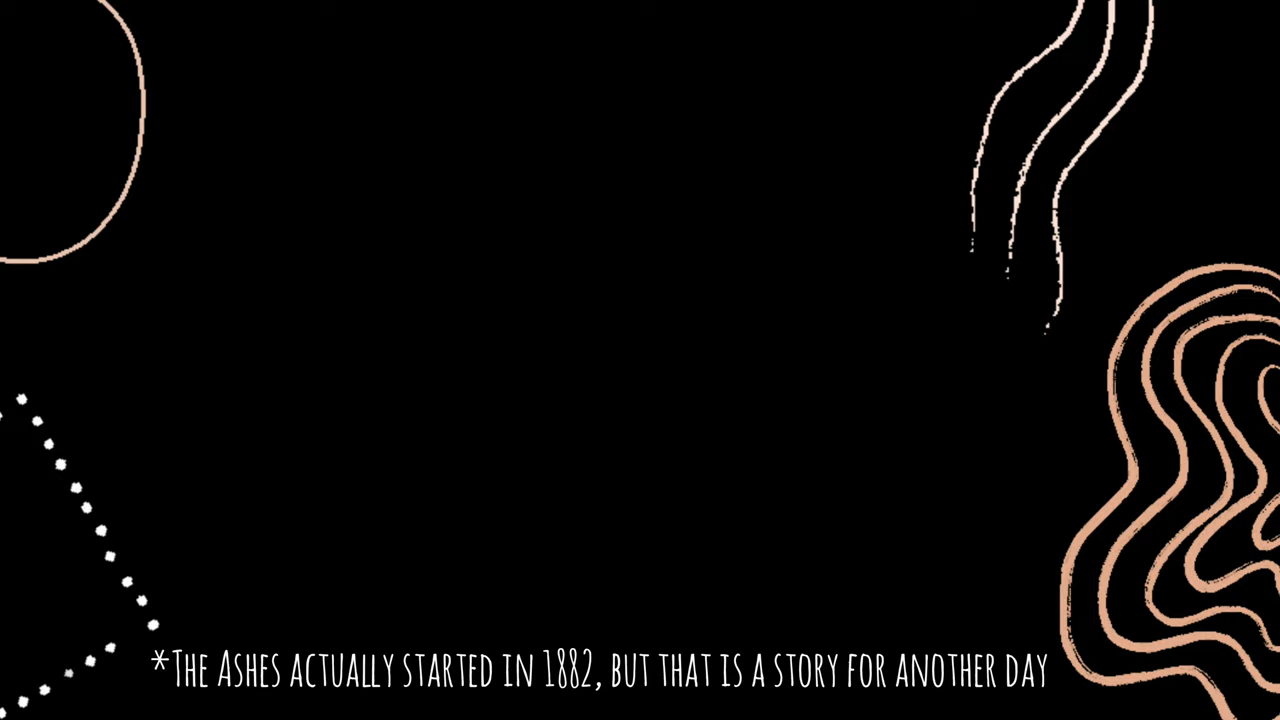 *The Ashes actually started in 1882, but that is a story for another day